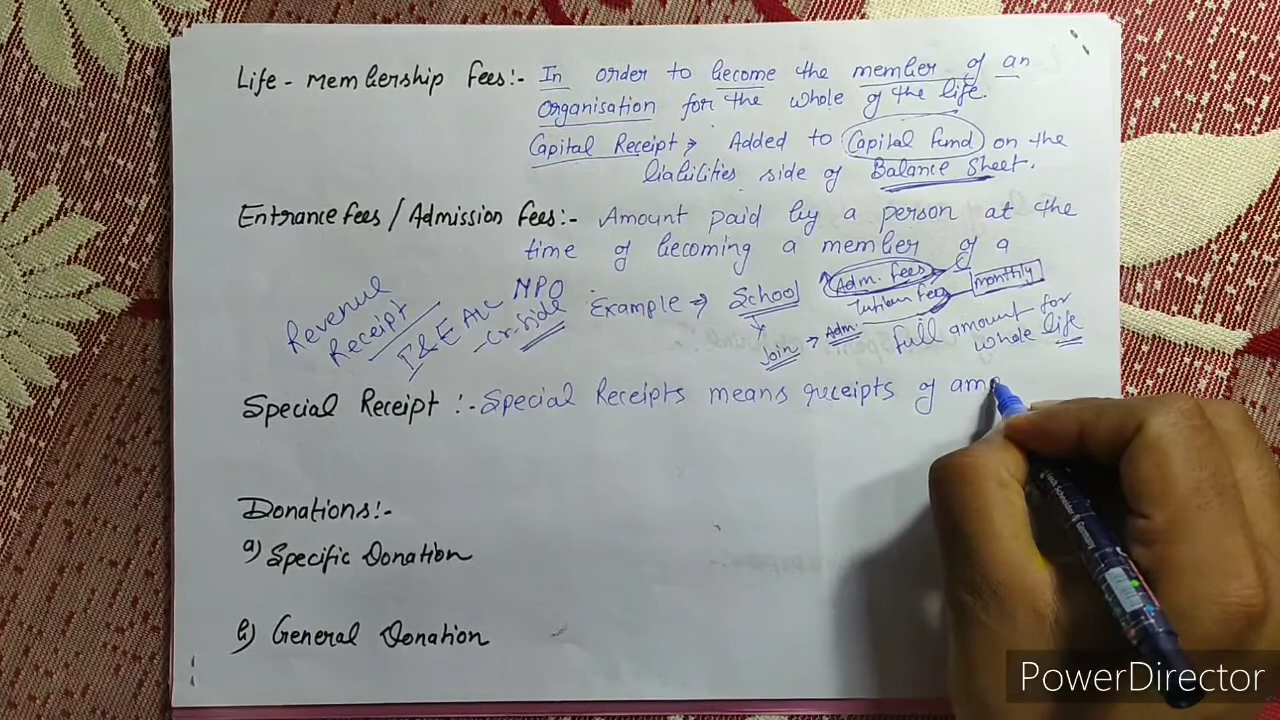 Life-membership fees:- In order to become the member of an
organisation for the whole of the life.
Capital Receipt → Added to Capital Fund on the
liabilities side of Balance Sheet.
Entrance fees / Admission fees:- Amount paid by a person at the
time of becoming a member of a
NPO Example → School Adm. fees
Tution fees monthly
Join → Adm. full amount for
whole life
Revenue
Receipt
I&E A/c
Cr. side
Special Receipt :- Special Receipts means receipts of am
Donations:-
a) Specific Donation
b) General Donation
PowerDirector